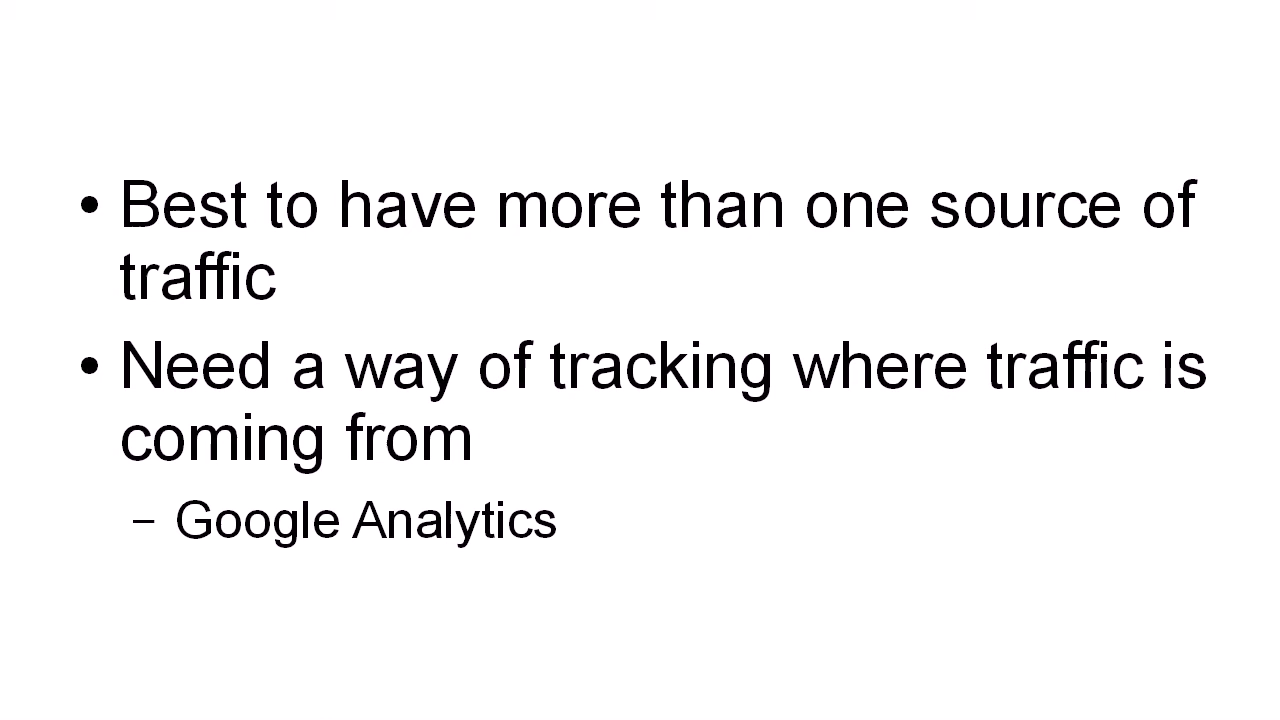 • Best to have more than one source of
traffic
• Need a way of tracking where traffic is
coming from
– Google Analytics